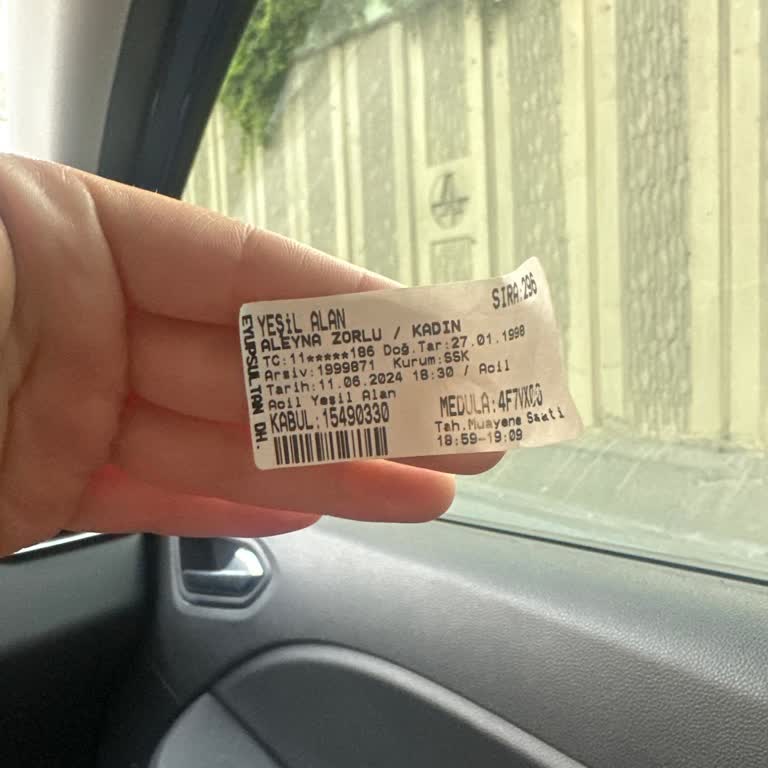 EYÜPSULTAN DH.
SIRA:296
YEŞİL ALAN
ALEYNA ZORLU / KADIN
TC:11*****186 Doğ.Tar:27.01.1998
Arşiv:1999871 Kurum:SSK
Tarih:11.06.2024 18:30 / Acil
Acil Yeşil Alan
KABUL:15490330
MEDULA:
Tah.Muayene Saati
18:59-19:09